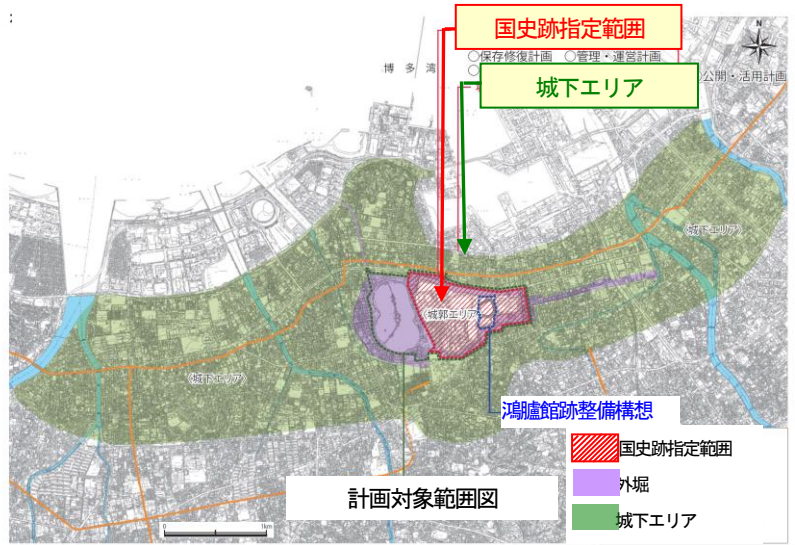 国史跡指定範囲
N
○保存修復計画 ○管理・運営計画
博多湾
城下エリア
○公開・活用計画
〈城下エリア〉
〈城郭エリア〉
〈城下エリア〉
鴻臚館跡整備構想
国史跡指定範囲
外堀
城下エリア
計画対象範囲図
0 1km